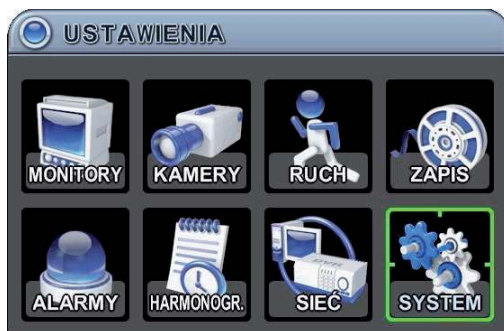 USTAWIENIA
MONITORY KAMERY RUCH ZAPIS
ALARMY HARMONOGR. SIEĆ SYSTEM